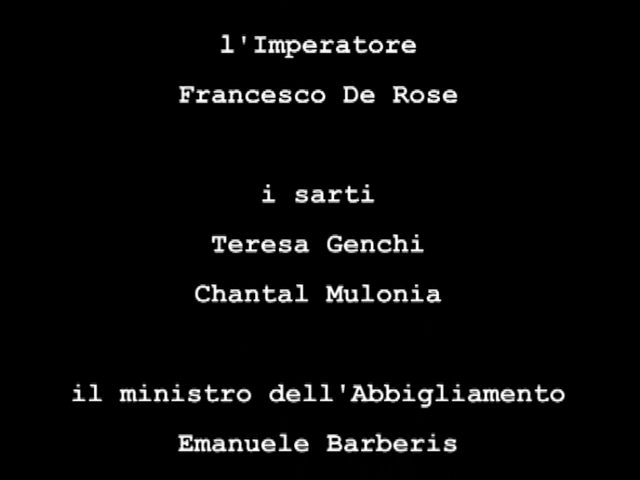 l'Imperatore
Francesco De Rose
i sarti
Teresa Genchi
Chantal Mulonia
il ministro dell'Abbigliamento
Emanuele Barberis